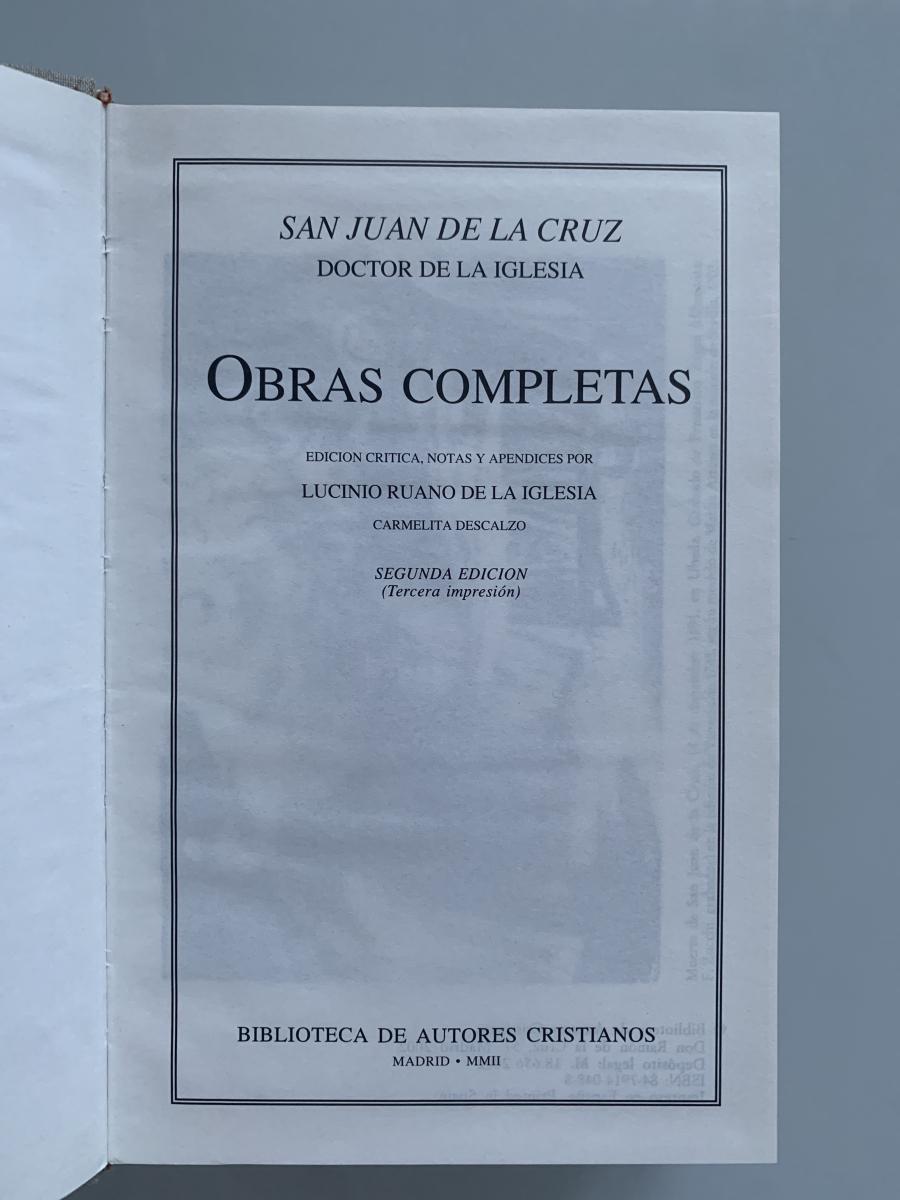 SAN JUAN DE LA CRUZ
DOCTOR DE LA IGLESIA
OBRAS COMPLETAS
EDICION CRITICA, NOTAS Y APENDICES POR
LUCINIO RUANO DE LA IGLESIA
CARMELITA DESCALZO
SEGUNDA EDICION
(Tercera impresión)
BIBLIOTECA DE AUTORES CRISTIANOS
MADRID • MMII